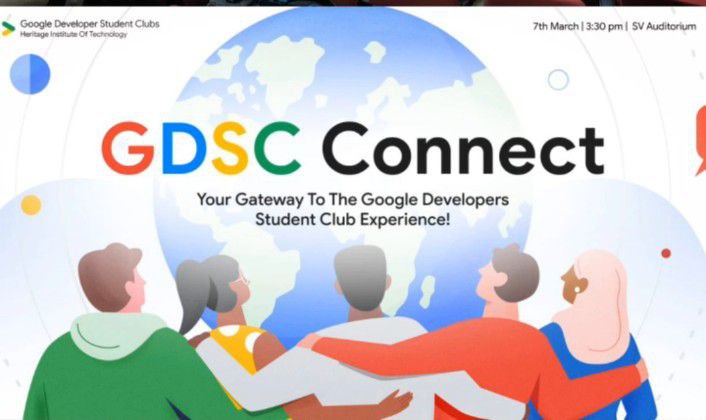 Google Developer Student Clubs
Heritage Institute Of Technology
7th March | 3:30 pm | SV Auditorium
GDSC Connect
Your Gateway To The Google Developers
Student Club Experience!